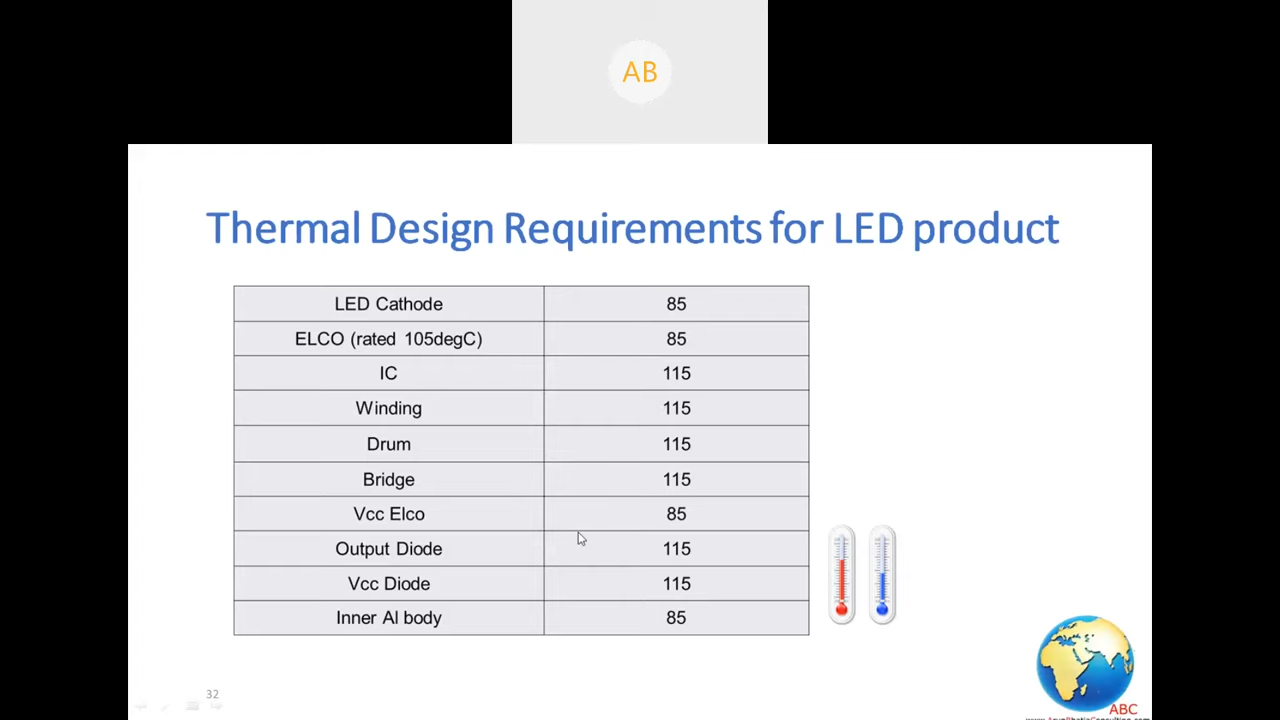 AB
Thermal Design Requirements for LED product
LED Cathode 85
ELCO (rated 105degC) 85
IC 115
Winding 115
Drum 115
Bridge 115
Vcc Elco 85
Output Diode 115
Vcc Diode 115
Inner Al body 85
32
ABC